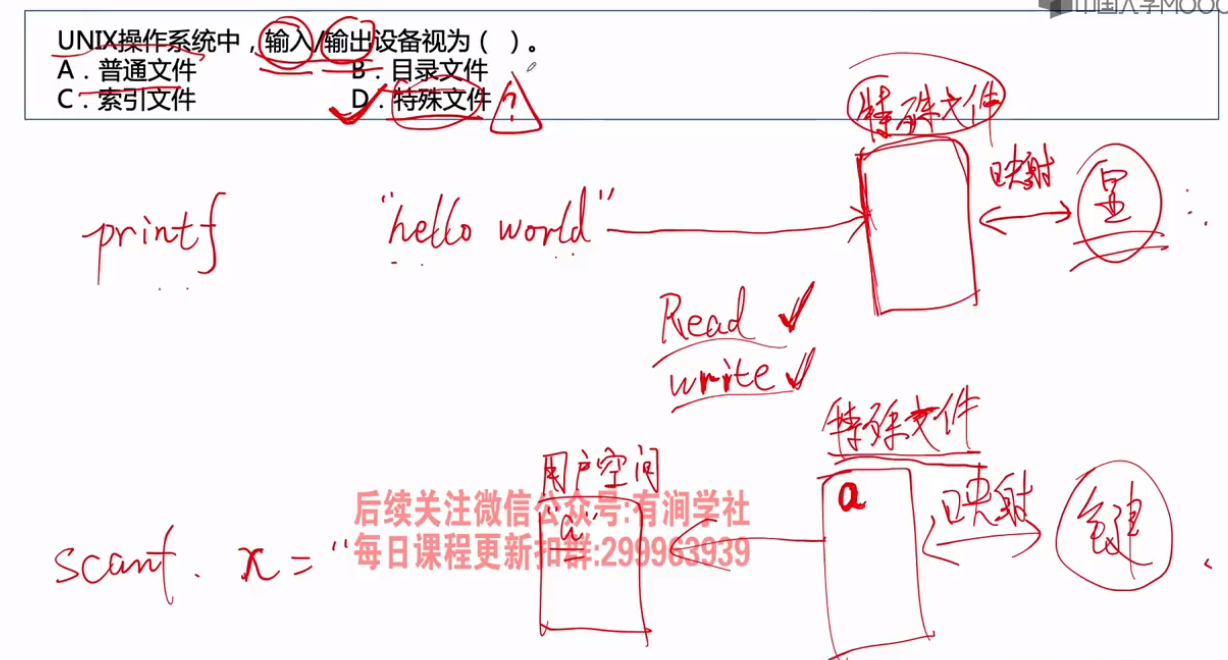 中国大学MOOC
UNIX操作系统中，输入/输出设备视为（ ）。
A．普通文件 B．目录文件
C．索引文件 D．特殊文件
?
特殊文件
映射
显
printf "hello world"
Read
write
特殊文件
用户空间
a
映射
键
后续关注微信公众号:有涧学社
"a"
每日课程更新扣群:299963939
scanf. x = "